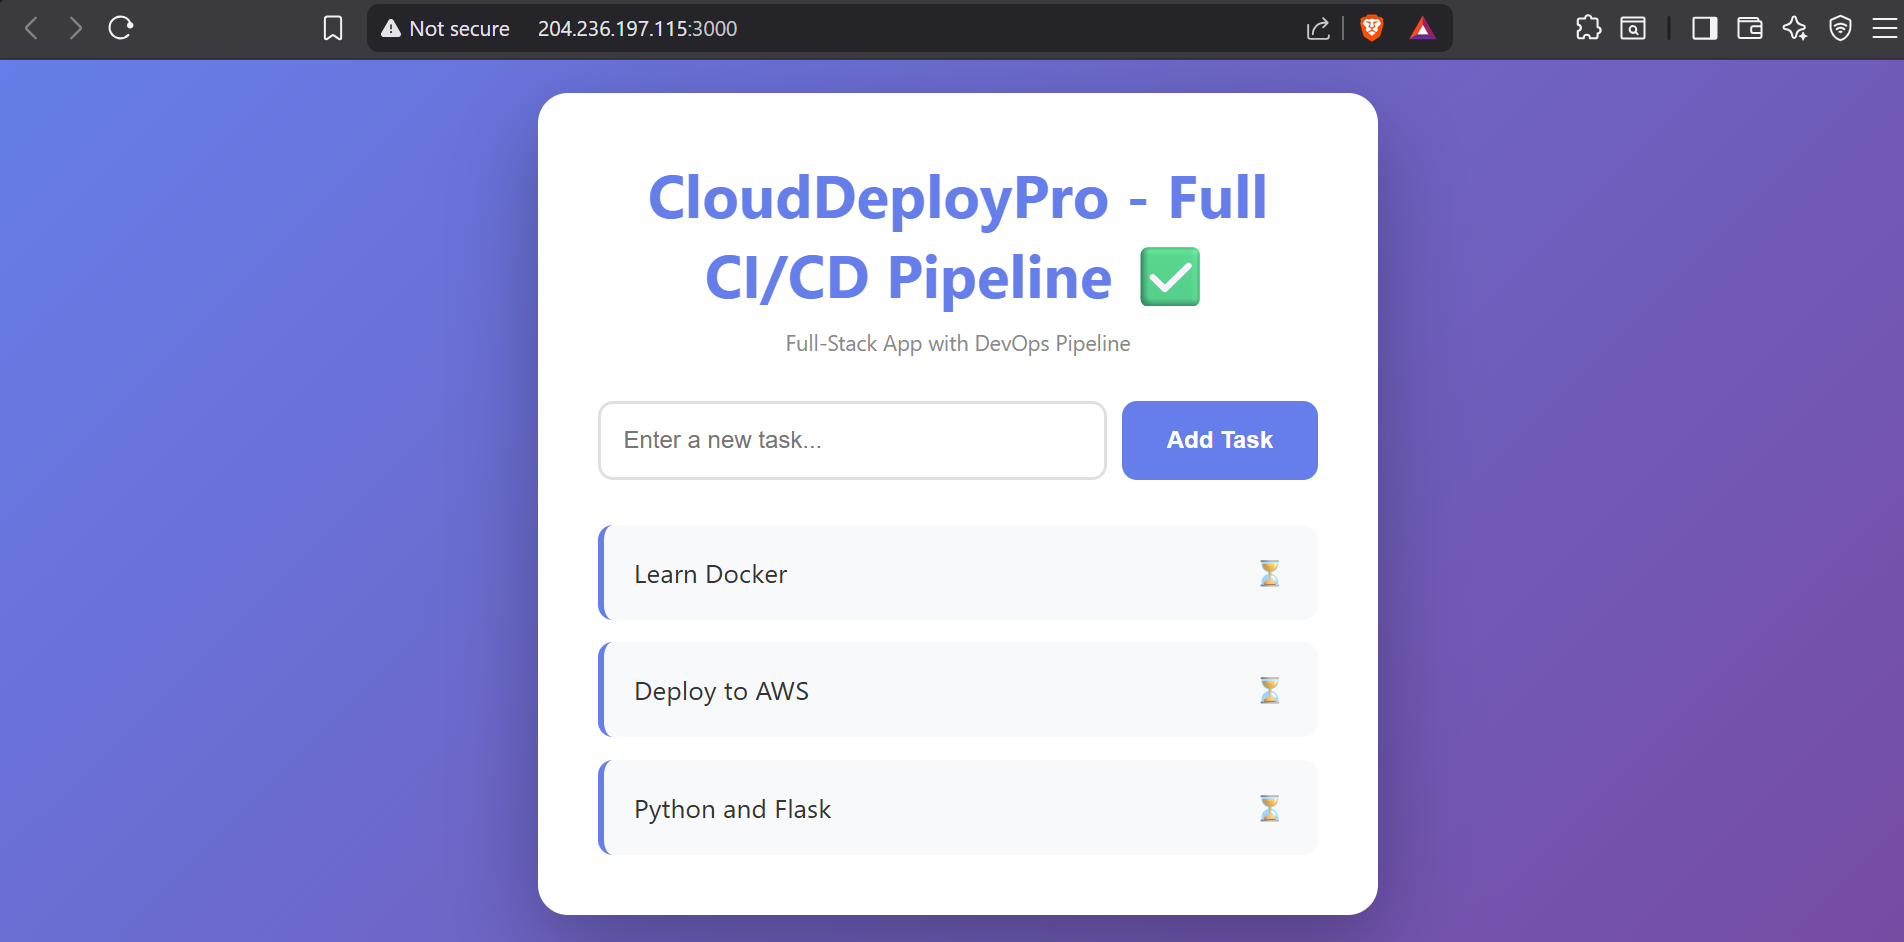 Not secure 204.236.197.115:3000
CloudDeployPro - Full
CI/CD Pipeline ✅
Full-Stack App with DevOps Pipeline
Enter a new task...
Add Task
Learn Docker ⏳
Deploy to AWS ⏳
Python and Flask ⏳